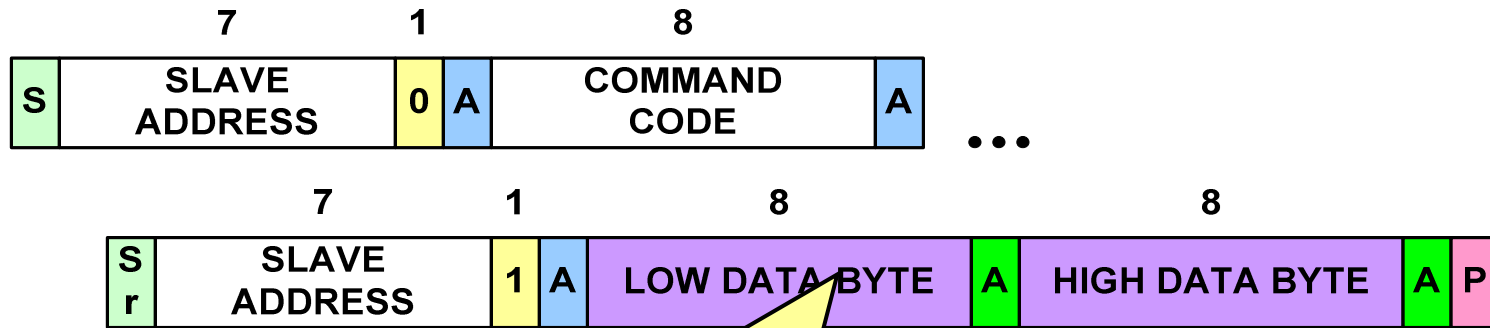 7 1 8
S SLAVE ADDRESS 0 A COMMAND CODE A ...
7 1 8 8
Sr SLAVE ADDRESS 1 A LOW DATA BYTE A HIGH DATA BYTE A P